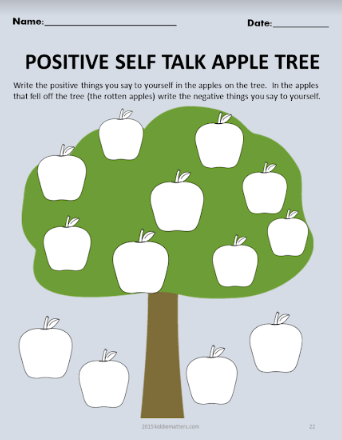 Name:______________________ Date:__________
POSITIVE SELF TALK APPLE TREE
Write the positive things you say to yourself in the apples on the tree. In the apples
that fell off the tree (the rotten apples) write the negative things you say to yourself.
22